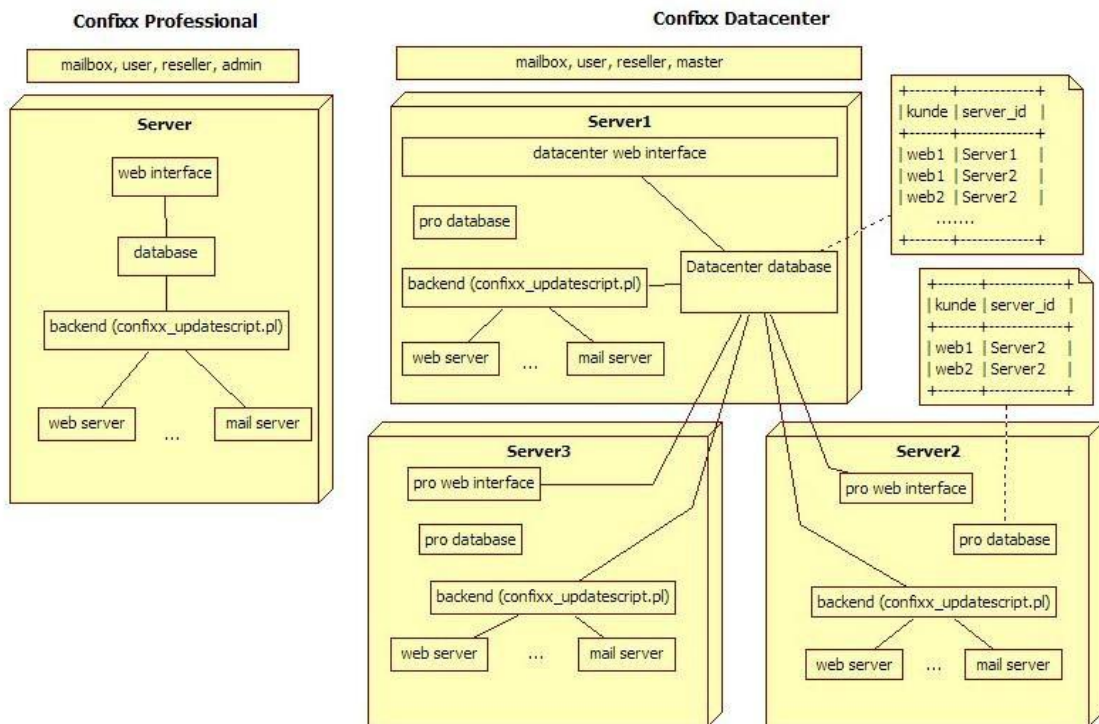 Confixx Professional
mailbox, user, reseller, admin
Server
web interface
database
backend (confixx_updatescript.pl)
web server
...
mail server
Confixx Datacenter
mailbox, user, reseller, master
Server1
datacenter web interface
pro database
Datacenter database
backend (confixx_updatescript.pl)
web server
...
mail server
+------+-------------+
|kunde |server_id
+------+-------------+
|web1 |Server1 |
|web1 |Server2 |
|web2 |Server2 |
.......
+------+-------------+
+------+-------------+
|kunde |server_id |
+------+-------------+
|web1 |Server2 |
|web2 |Server2 |
+------+-------------+
Server3
pro web interface
pro database
backend (confixx_updatescript.pl)
web server
...
mail server
Server2
pro web interface
pro database
backend (confixx_updatescript.pl)
web server
...
mail server